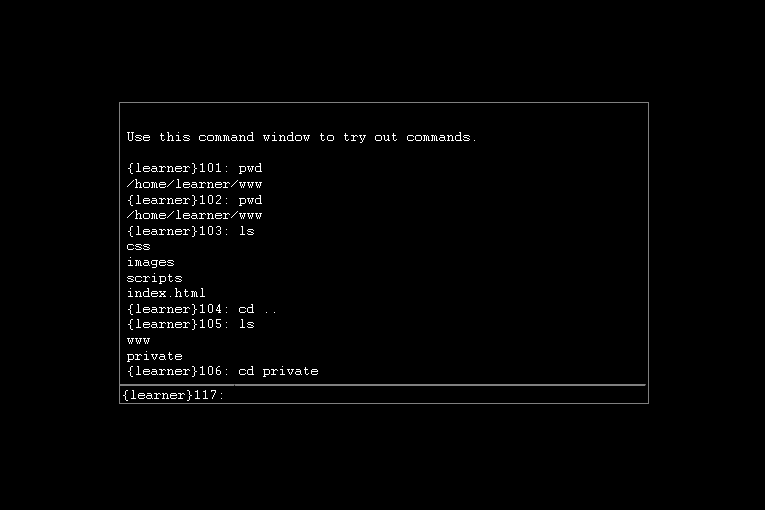 Use this command window to try out commands.
{learner}101: pwd
/home/learner/www
{learner}102: pwd
/home/learner/www
{learner}103: ls
css
images
scripts
index.html
{learner}104: cd ..
{learner}105: ls
www
private
{learner}106: cd private
{learner}117: